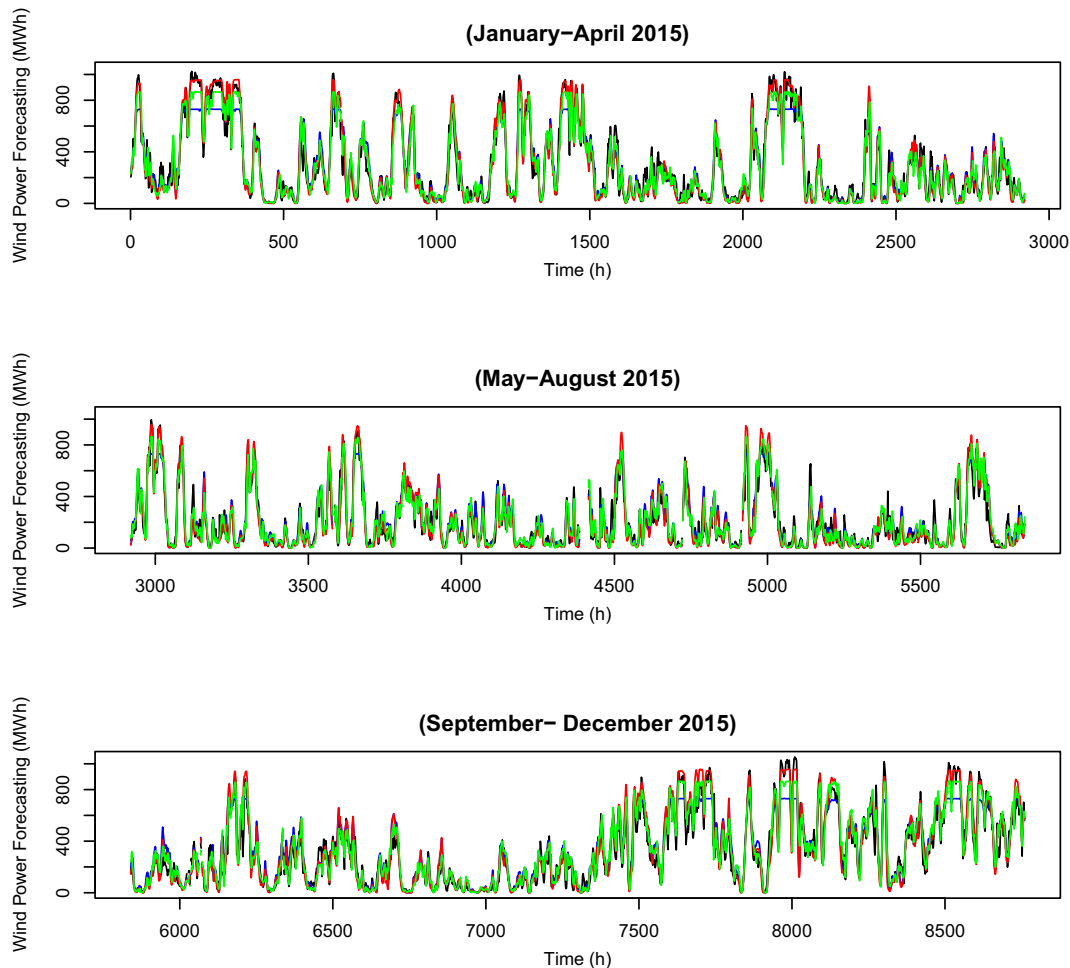 (January−April 2015)
Wind Power Forecasting (MWh)
0 400 800
0 500 1000 1500 2000 2500 3000
Time (h)
(May−August 2015)
Wind Power Forecasting (MWh)
0 400 800
3000 3500 4000 4500 5000 5500
Time (h)
(September− December 2015)
Wind Power Forecasting (MWh)
0 400 800
6000 6500 7000 7500 8000 8500
Time (h)